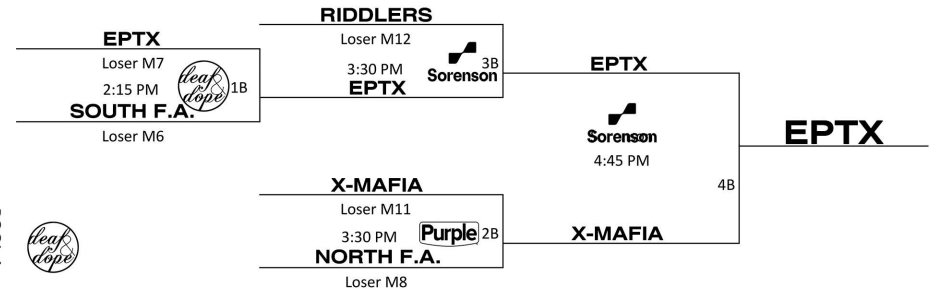 RIDDLERS
Loser M12
3:30 PM
Sorenson
3B
EPTX
EPTX
Loser M7
2:15 PM
deaf & dope
1B
SOUTH F.A.
Loser M6
EPTX
Sorenson
4:45 PM
4B
EPTX
X-MAFIA
Loser M11
3:30 PM
Purple
2B
NORTH F.A.
Loser M8
X-MAFIA
deaf & dope